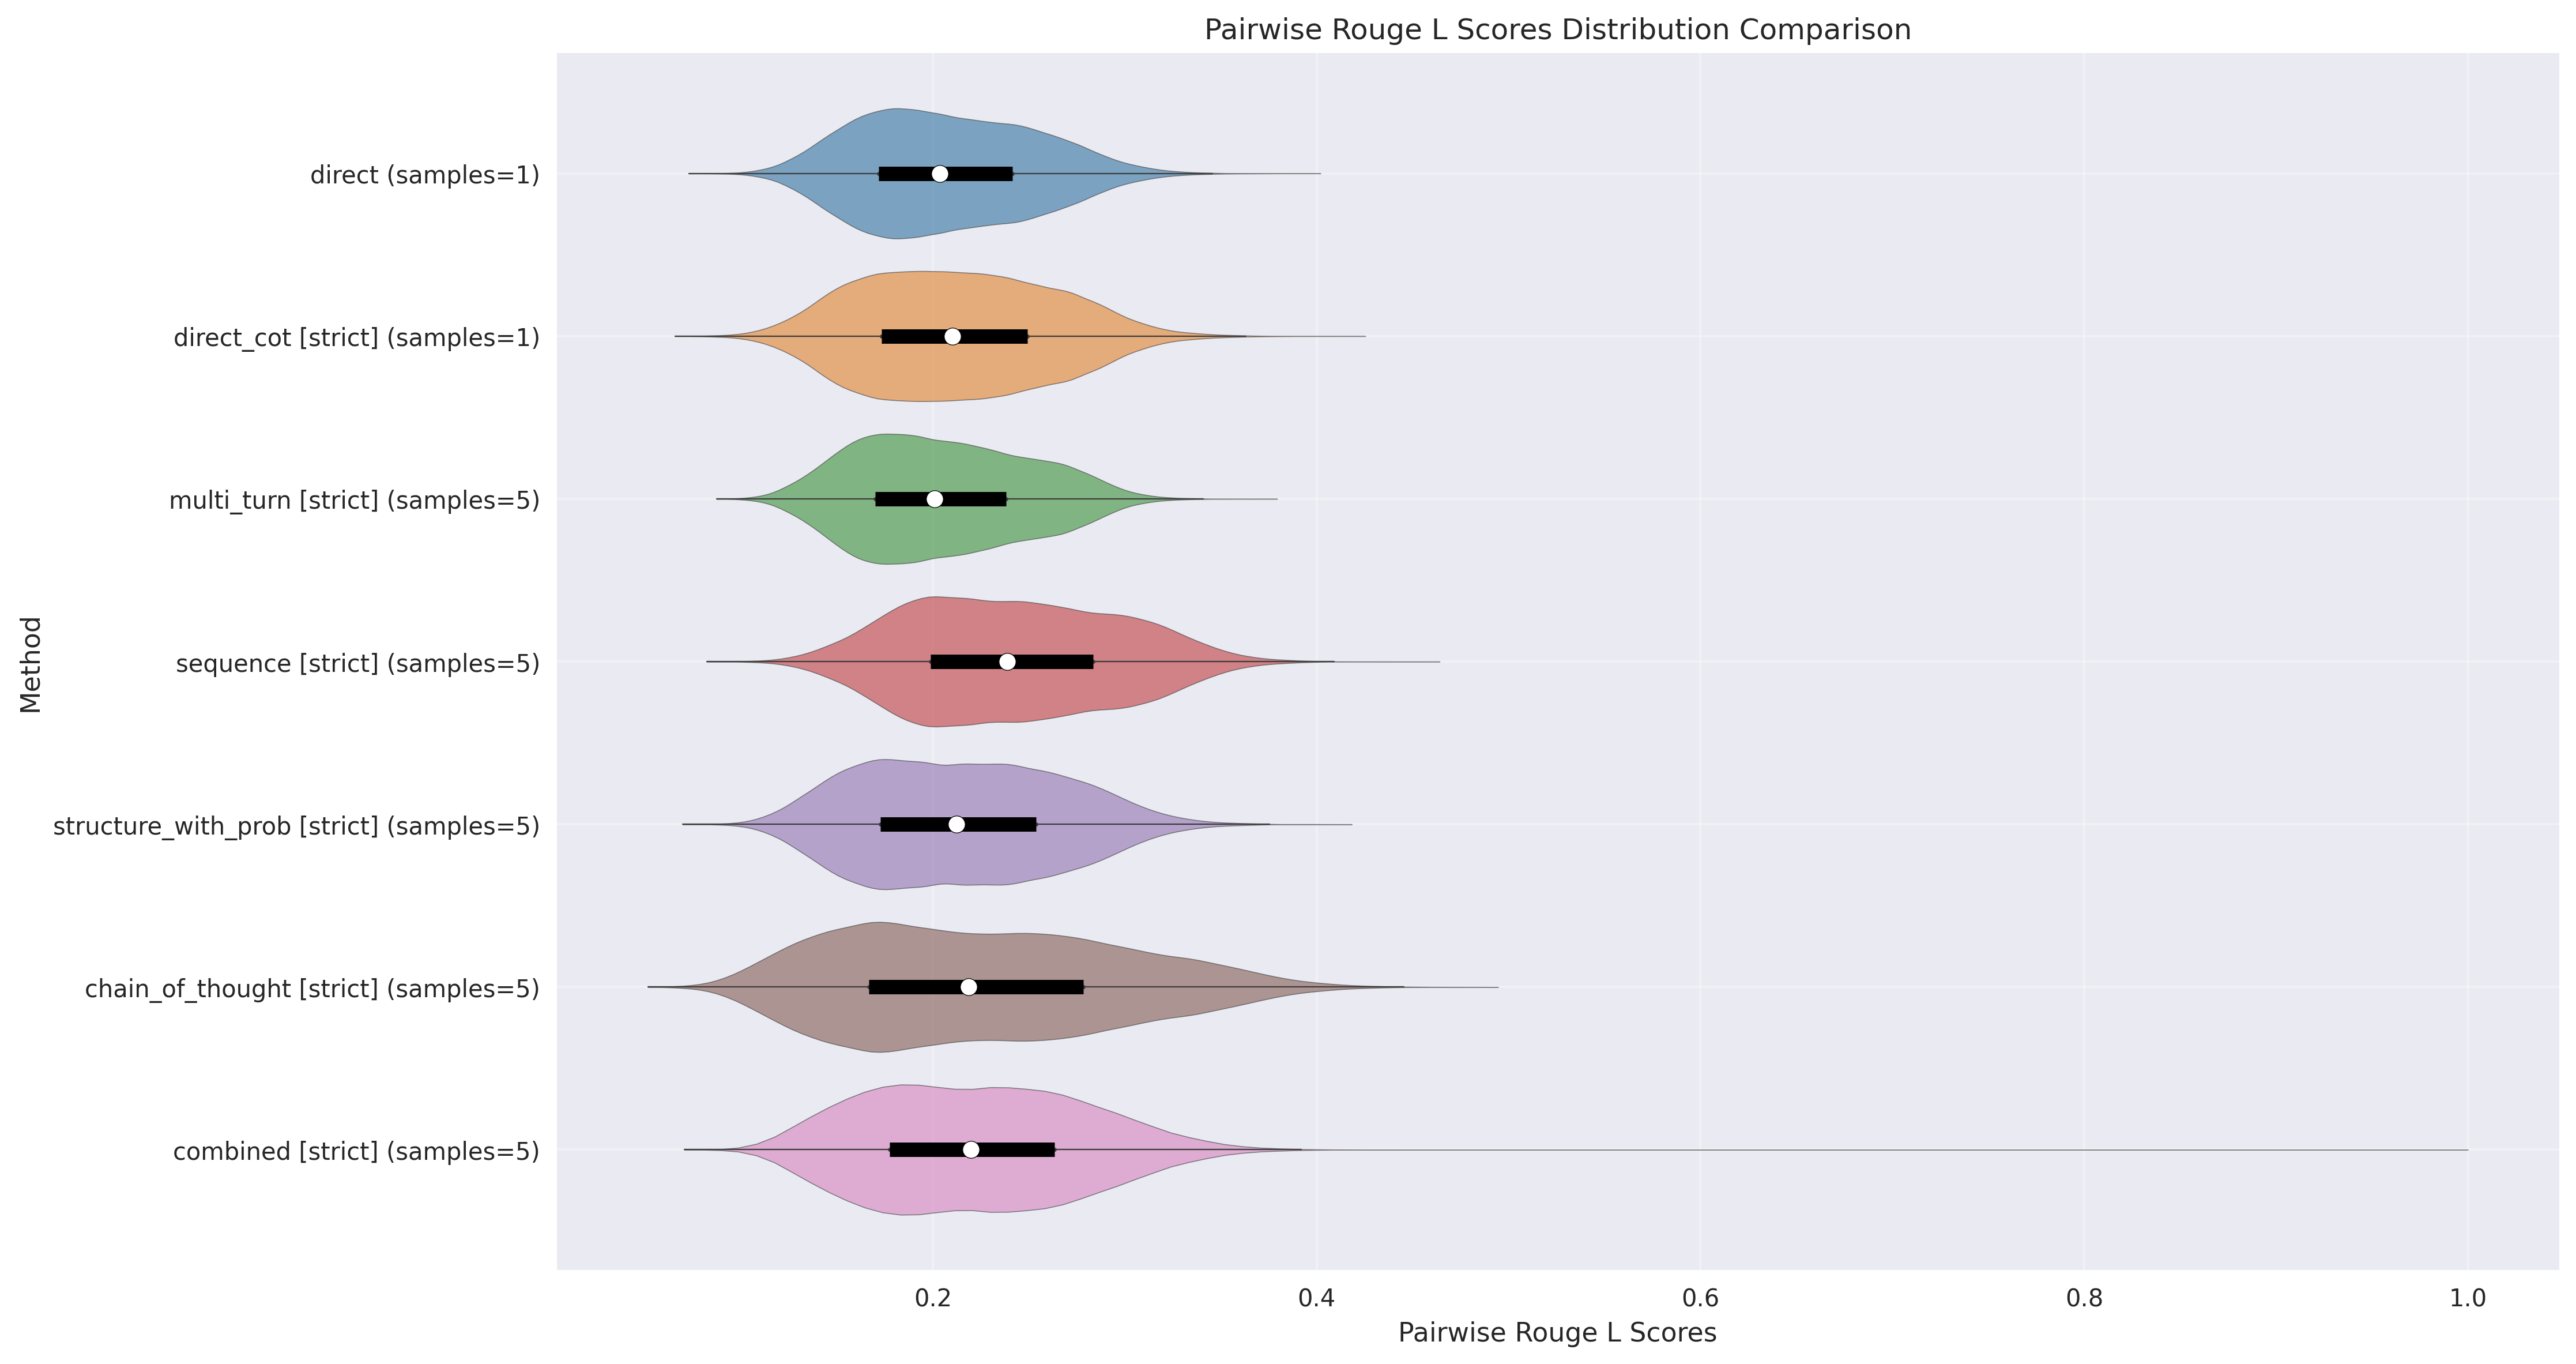 Pairwise Rouge L Scores Distribution Comparison
direct (samples=1)
direct_cot [strict] (samples=1)
multi_turn [strict] (samples=5)
sequence [strict] (samples=5)
structure_with_prob [strict] (samples=5)
chain_of_thought [strict] (samples=5)
combined [strict] (samples=5)
Method
0.2 0.4 0.6 0.8 1.0
Pairwise Rouge L Scores